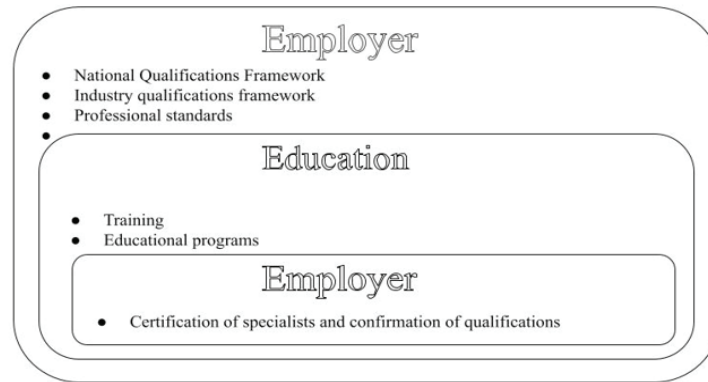 Employer
● National Qualifications Framework
● Industry qualifications framework
● Professional standards
●
Education
● Training
● Educational programs
Employer
● Certification of specialists and confirmation of qualifications